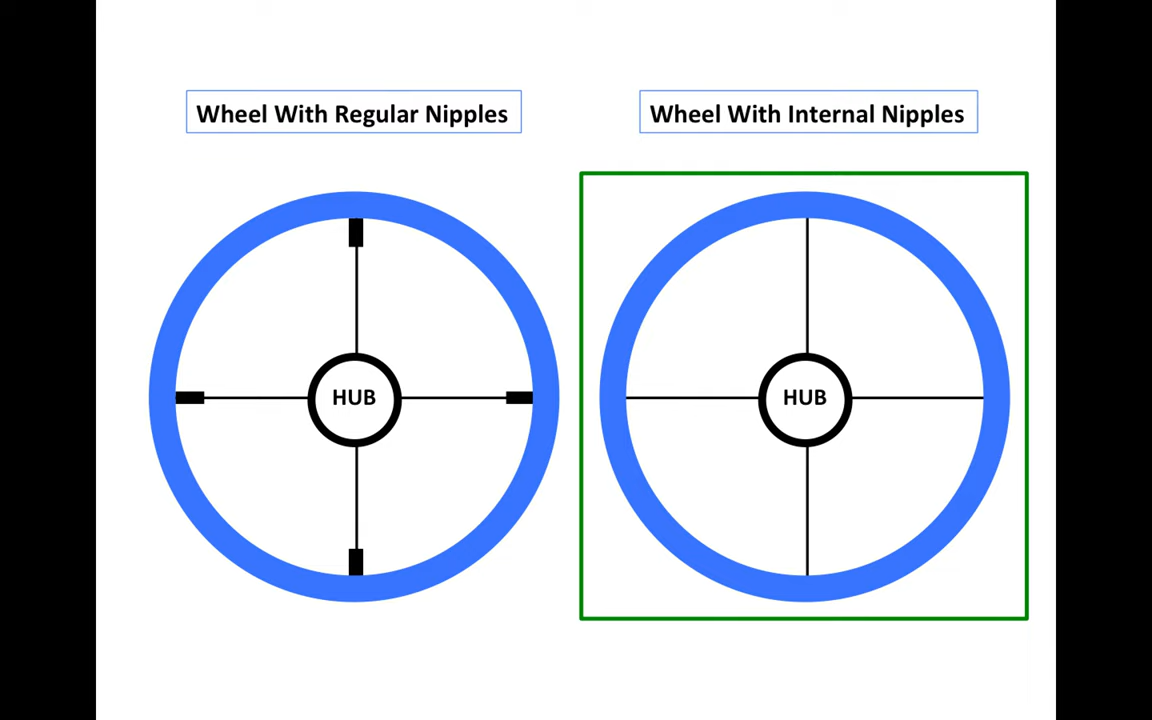 Wheel With Regular Nipples
Wheel With Internal Nipples
HUB
HUB